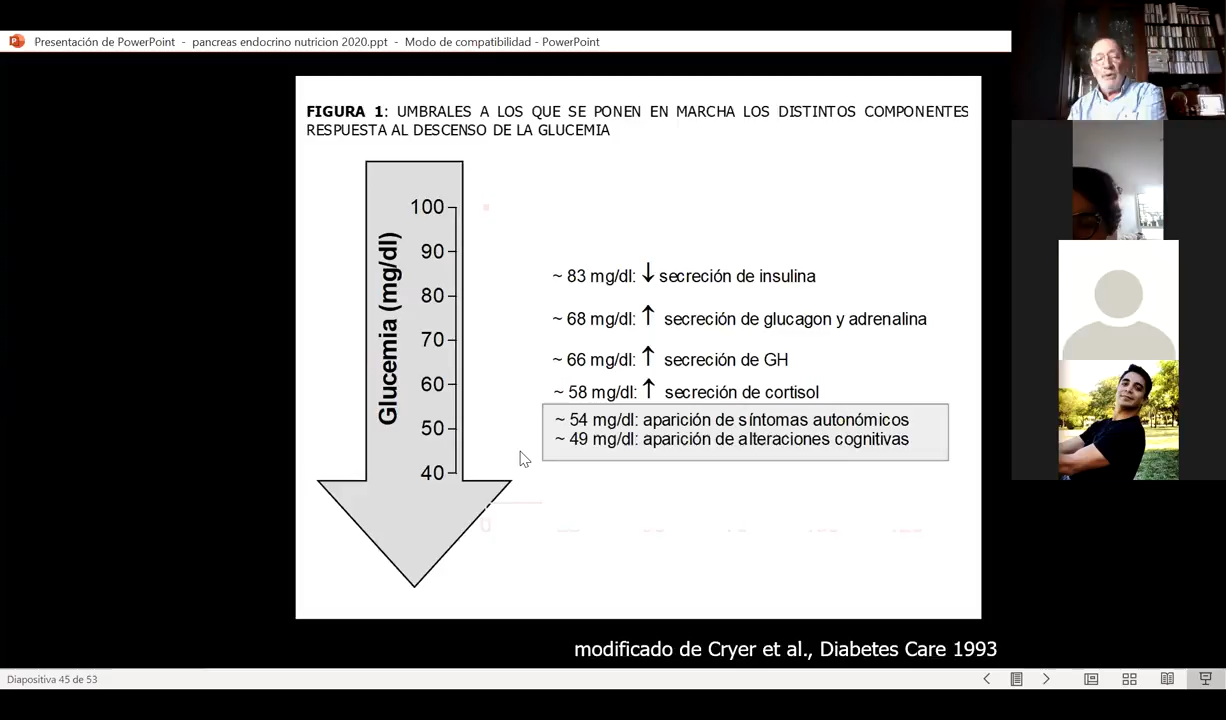 Presentación de PowerPoint - pancreas endocrino nutricion 2020.ppt - Modo de compatibilidad - PowerPoint
FIGURA 1: UMBRALES A LOS QUE SE PONEN EN MARCHA LOS DISTINTOS COMPONENTES
RESPUESTA AL DESCENSO DE LA GLUCEMIA
Glucemia (mg/dl)
100
90
80
70
60
50
40
~ 83 mg/dl: ↓ secreción de insulina
~ 68 mg/dl: ↑ secreción de glucagon y adrenalina
~ 66 mg/dl: ↑ secreción de GH
~ 58 mg/dl: ↑ secreción de cortisol
~ 54 mg/dl: aparición de síntomas autonómicos
~ 49 mg/dl: aparición de alteraciones cognitivas
0
modificado de Cryer et al., Diabetes Care 1993
Diapositiva 45 de 53